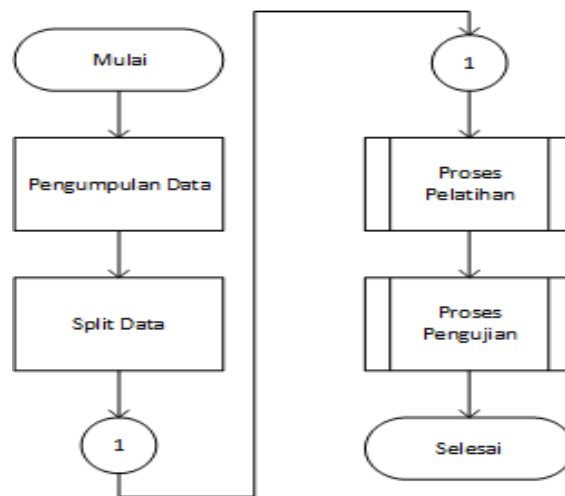 Mulai
Pengumpulan Data
Split Data
1
1
Proses
Pelatihan
Proses
Pengujian
Selesai